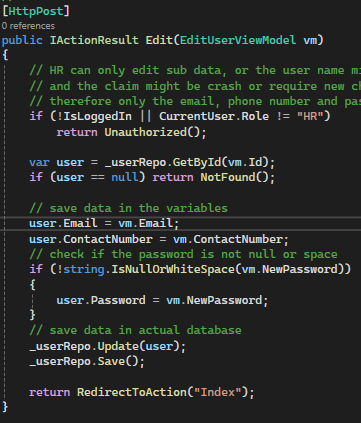 [HttpPost]
0 references
public IActionResult Edit(EditUserViewModel vm)
{
// HR can only edit sub data, or the user name
// and the claim might be crash or require new
// therefore only the email, phone number and
if (!IsLoggedIn || CurrentUser.Role != "HR")
return Unauthorized();
var user = _userRepo.GetById(vm.Id);
if (user == null) return NotFound();
// save data in the variables
user.Email = vm.Email;
user.ContactNumber = vm.ContactNumber;
// check if the password is not null or space
if (!string.IsNullOrWhiteSpace(vm.NewPassword))
{
user.Password = vm.NewPassword;
}
// save data in actual database
_userRepo.Update(user);
_userRepo.Save();
return RedirectToAction("Index");
}